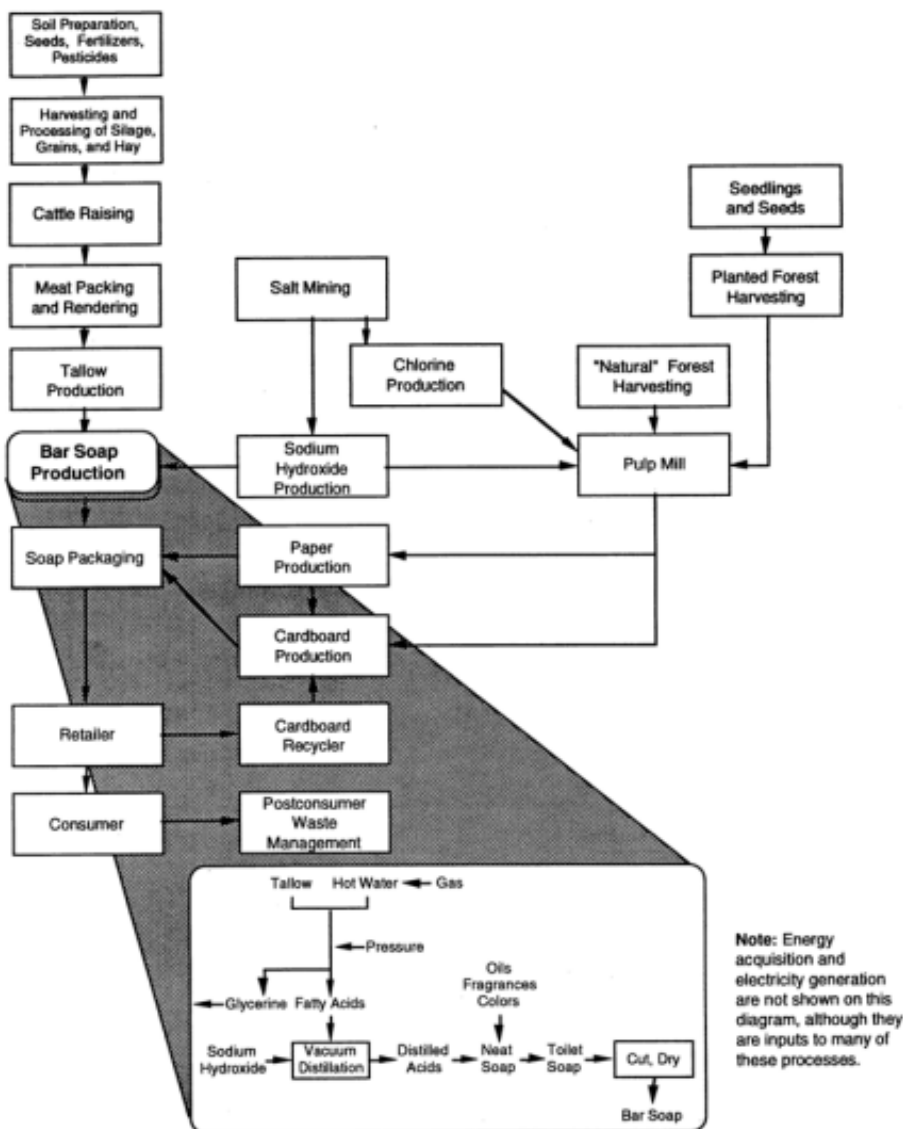 Soil Preparation,
Seeds, Fertilizers,
Pesticides
Harvesting and
Processing of Silage,
Grains, and Hay
Cattle Raising
Meat Packing
and Rendering
Tallow
Production
Bar Soap
Production
Soap Packaging
Retailer
Consumer
Salt Mining
Chlorine
Production
Sodium
Hydroxide
Production
Paper
Production
Cardboard
Production
Cardboard
Recycler
Postconsumer
Waste
Management
Seedlings
and Seeds
Planted Forest
Harvesting
"Natural" Forest
Harvesting
Pulp Mill
Tallow
Hot Water
Gas
Pressure
Glycerine
Fatty Acids
Oils
Fragrances
Colors
Sodium
Hydroxide
Vacuum
Distillation
Distilled
Acids
Neat
Soap
Toilet
Soap
Cut, Dry
Bar Soap
Note: Energy
acquisition and
electricity generation
are not shown on this
diagram, although they
are inputs to many of
these processes.